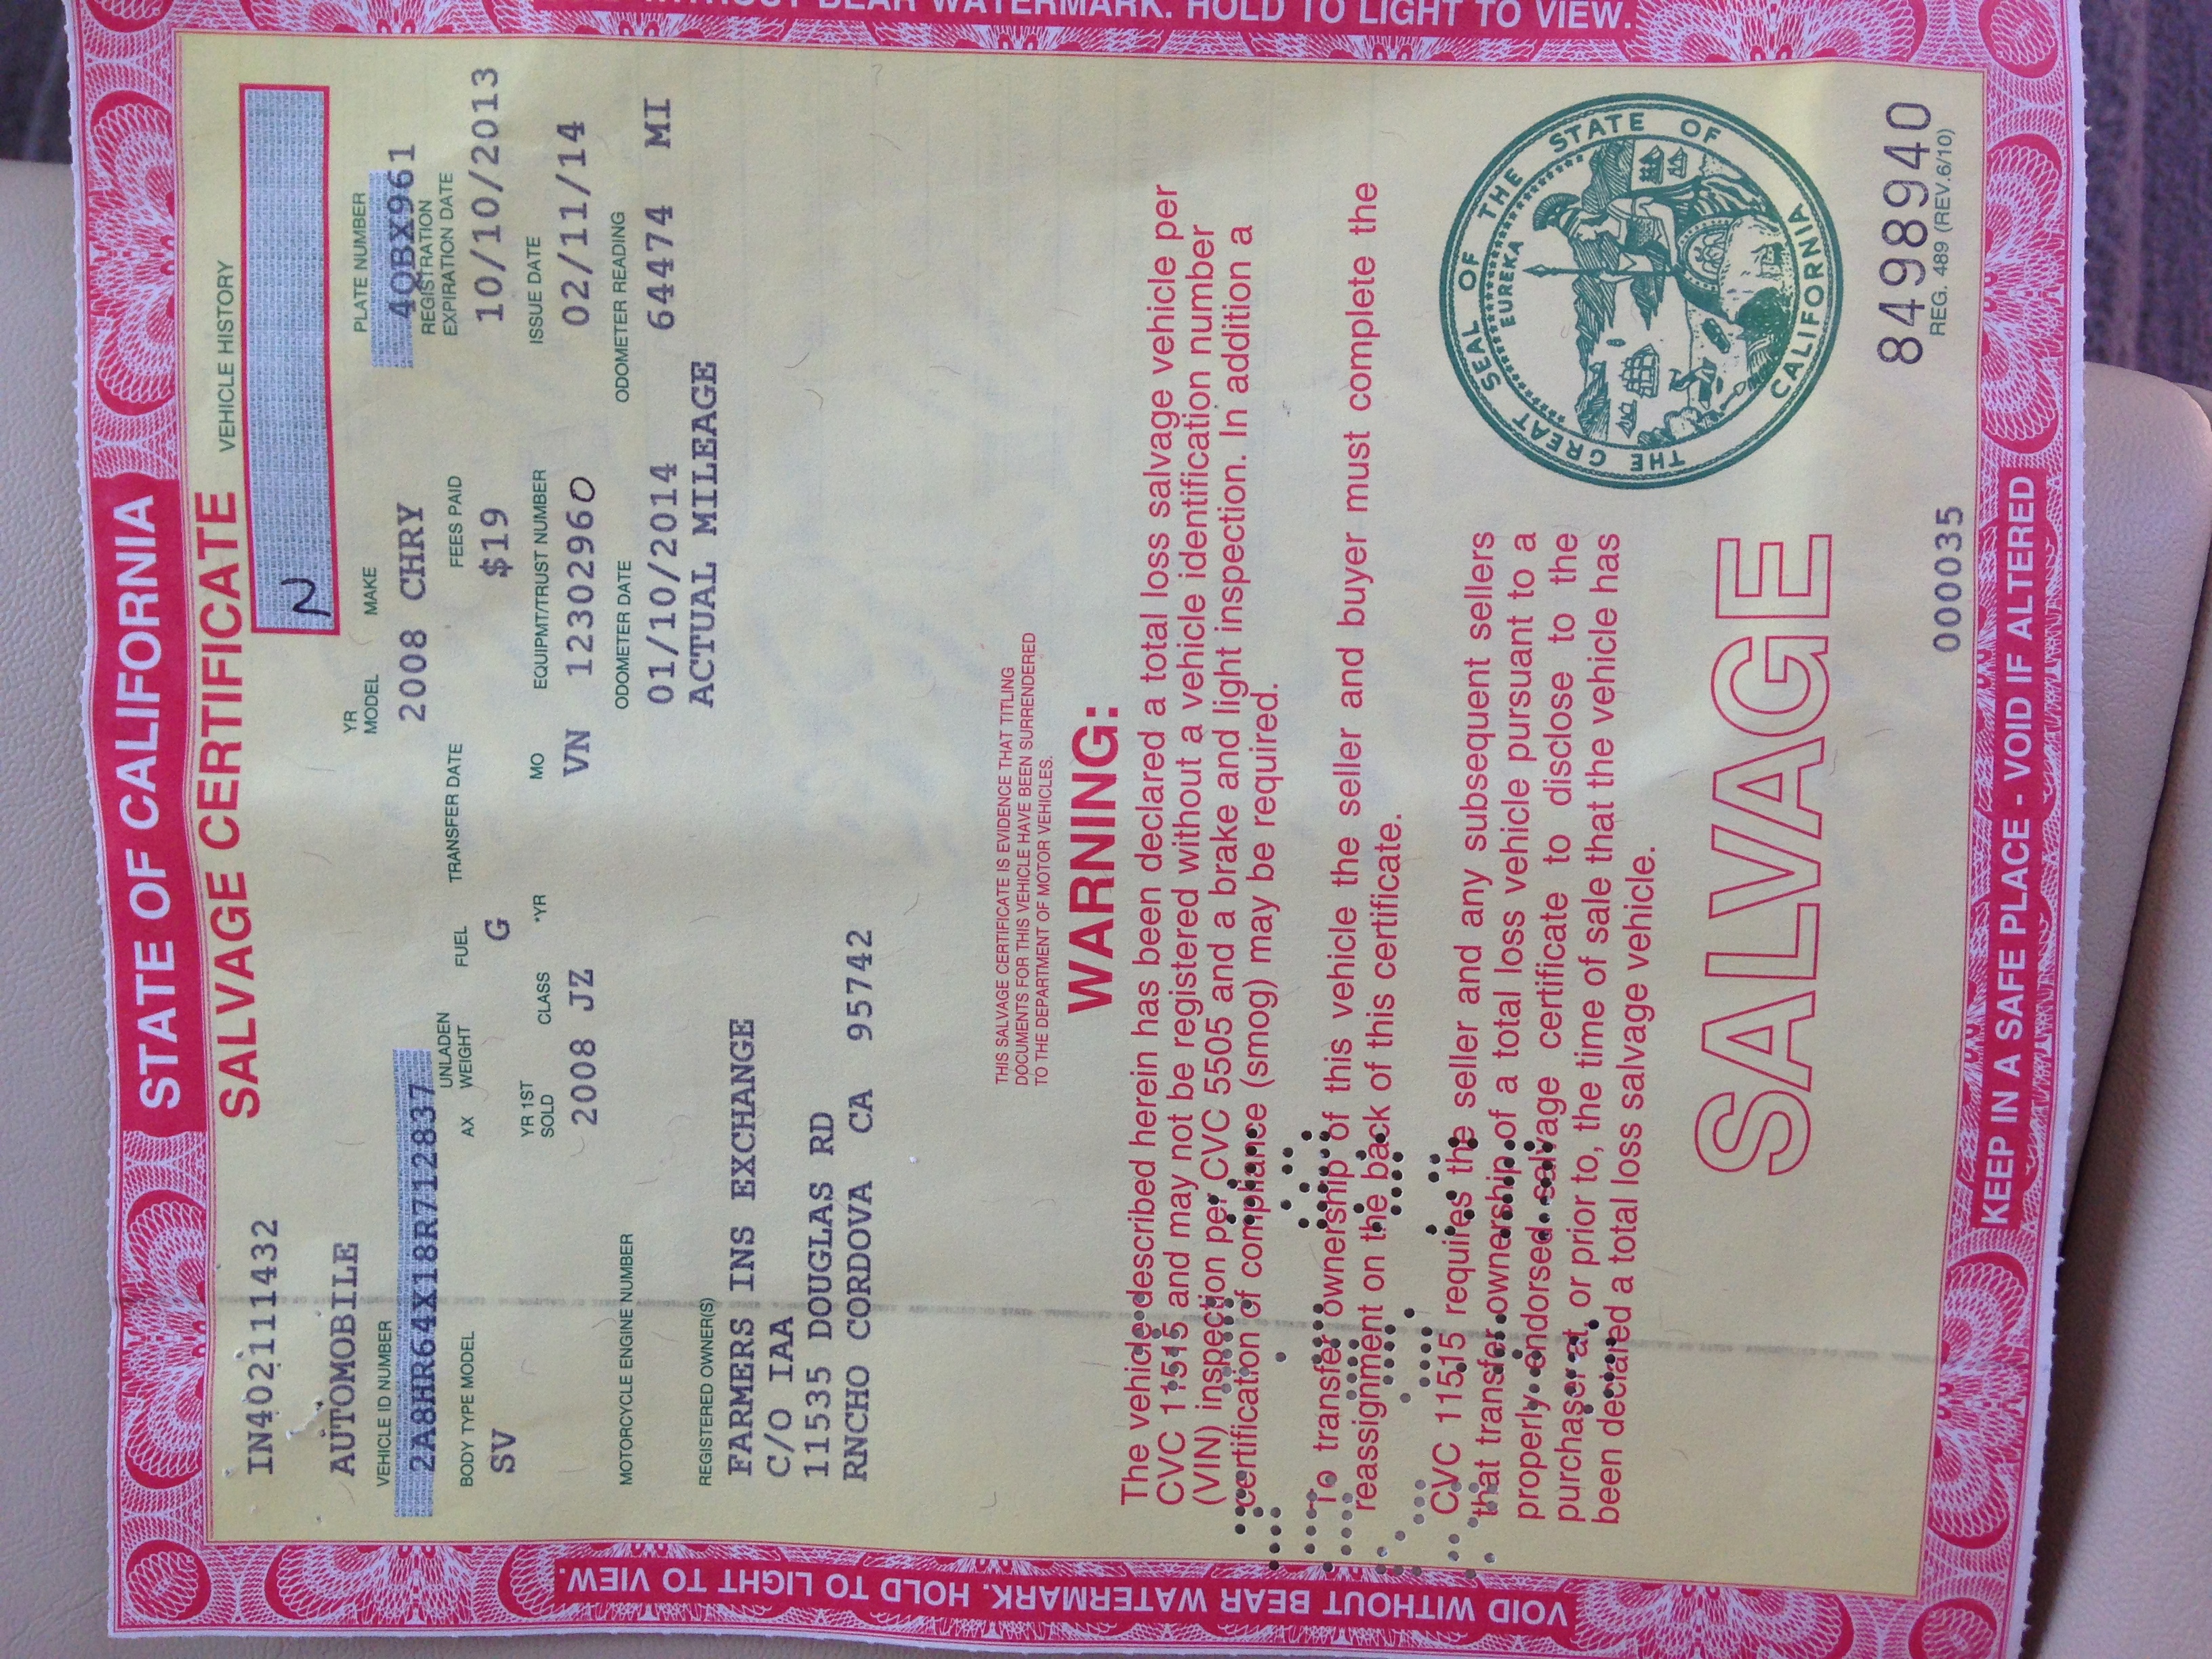 VOID WITHOUT BEAR WATERMARK. HOLD TO LIGHT TO VIEW.
WITHOUT BEAR WATERMARK. HOLD TO LIGHT TO VIEW.
STATE OF CALIFORNIA
SALVAGE CERTIFICATE
VEHICLE HISTORY
IN402111432
N
AUTOMOBILE
VEHICLE ID NUMBER YR MODEL MAKE PLATE NUMBER
2A8HR64X18R712837 2008 CHRY 4QBX961
BODY TYPE MODEL AX UNLADEN WEIGHT FUEL TRANSFER DATE FEES PAID REGISTRATION EXPIRATION DATE
SV G $19 10/10/2013
YR 1ST SOLD CLASS *YR MO EQUIPMT/TRUST NUMBER ISSUE DATE
2008 JZ VN 123029960 02/11/14
MOTORCYCLE ENGINE NUMBER ODOMETER DATE ODOMETER READING
01/10/2014 64474 MI
ACTUAL MILEAGE
REGISTERED OWNER(S)
FARMERS INS EXCHANGE
C/O IAA
11535 DOUGLAS RD
RNCHO CORDOVA CA 95742
THIS SALVAGE CERTIFICATE IS EVIDENCE THAT TITLING
DOCUMENTS FOR THIS VEHICLE HAVE BEEN SURRENDERED
TO THE DEPARTMENT OF MOTOR VEHICLES.
WARNING:
The vehicle described herein has been declared a total loss salvage vehicle per
CVC 11515 and may not be registered without a vehicle identification number
(VIN) inspection per CVC 5505 and a brake and light inspection. In addition a
certification of compliance (smog) may be required.
To transfer ownership of this vehicle the seller and buyer must complete the
reassignment on the back of this certificate.
CVC 11515 requires the seller and any subsequent sellers
that transfer ownership of a total loss vehicle pursuant to a
properly endorsed salvage certificate to disclose to the
purchaser at, or prior to, the time of sale that the vehicle has
been declared a total loss salvage vehicle.
THE GREAT SEAL OF THE STATE OF CALIFORNIA
EUREKA
SALVAGE
8498940
000035
REG. 489 (REV.6/10)
KEEP IN A SAFE PLACE - VOID IF ALTERED